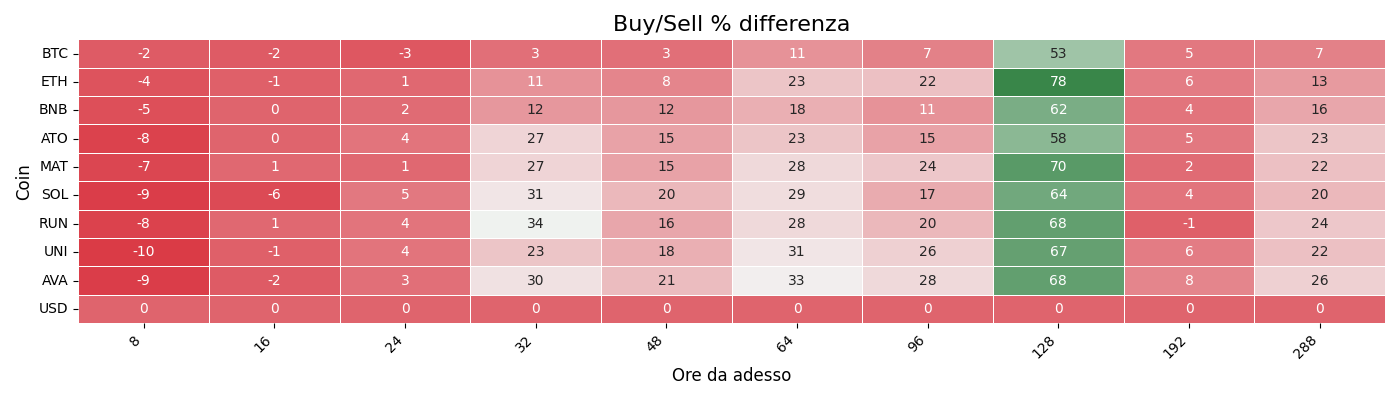 Buy/Sell % differenza
Coin
BTC -2 -2 -3 3 3 11 7 53 5 7
ETH -4 -1 1 11 8 23 22 78 6 13
BNB -5 0 2 12 12 18 11 62 4 16
ATO -8 0 4 27 15 23 15 58 5 23
MAT -7 1 1 27 15 28 24 70 2 22
SOL -9 -6 5 31 20 29 17 64 4 20
RUN -8 1 4 34 16 28 20 68 -1 24
UNI -10 -1 4 23 18 31 26 67 6 22
AVA -9 -2 3 30 21 33 28 68 8 26
USD 0 0 0 0 0 0 0 0 0 0
8 16 24 32 48 64 96 128 192 288
Ore da adesso